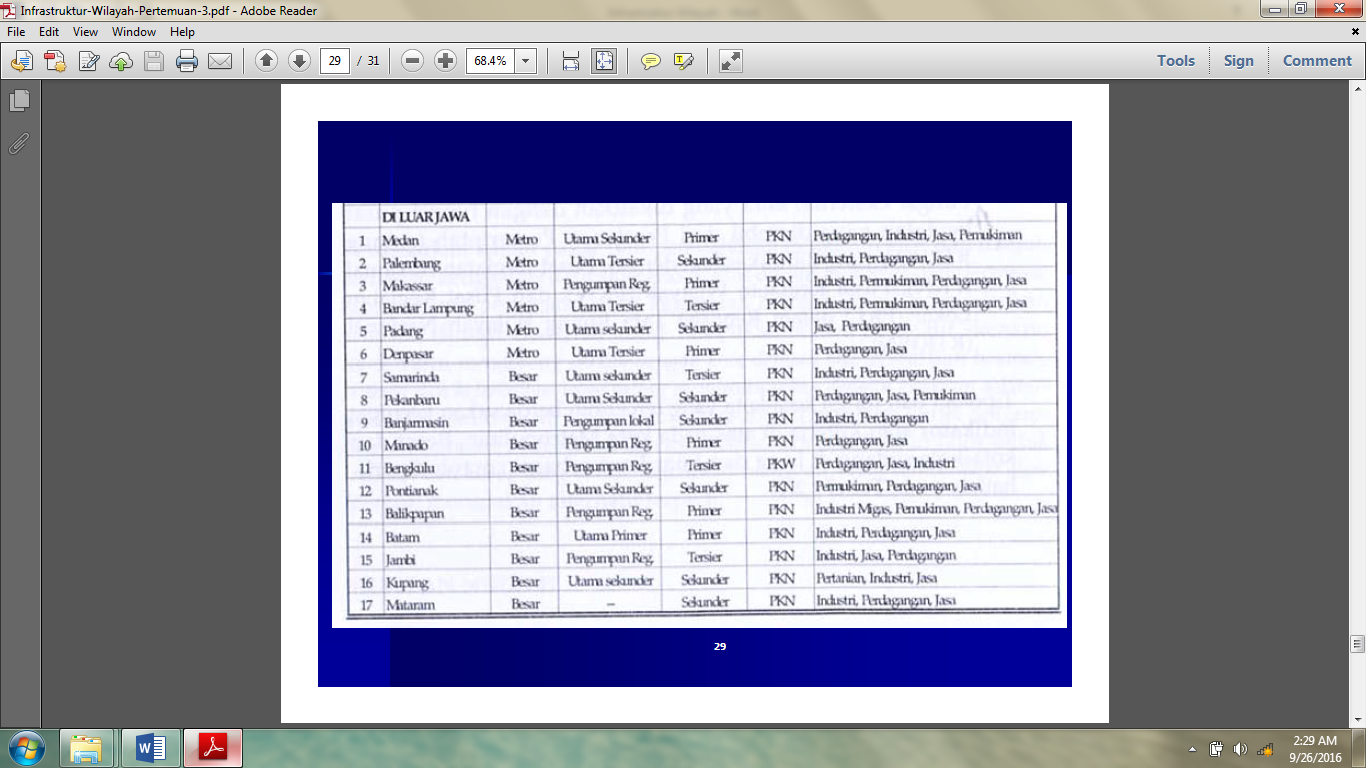 Infrastruktur-Wilayah-Pertemuan-3.pdf - Adobe Reader
File Edit View Window Help
29 / 31 68.4% Tools Sign Comment
DI LUAR JAWA
1 Medan Metro Utama Sekunder Primer PKN Perdagangan, Industri, Jasa, Pemukiman
2 Palembang Metro Utama Tersier Sekunder PKN Industri, Perdagangan, Jasa
3 Makassar Metro Pengumpan Reg. Primer PKN Industri, Permukiman, Perdagangan, Jasa
4 Bandar Lampung Metro Utama Tersier Tersier PKN Industri, Permukiman, Perdagangan, Jasa
5 Padang Metro Utama sekunder Sekunder PKN Jasa, Perdagangan
6 Denpasar Metro Utama Tersier Primer PKN Perdagangan, Jasa
7 Samarinda Besar Utama sekunder Tersier PKN Industri, Perdagangan, Jasa
8 Pekanbaru Besar Utama Sekunder Sekunder PKN Perdagangan, Jasa, Pemukiman
9 Banjarmasin Besar Pengumpan lokal Sekunder PKN Industri, Perdagangan
10 Manado Besar Pengumpan Reg. Primer PKN Perdagangan, Jasa
11 Bengkulu Besar Pengumpan Reg. Tersier PKW Perdagangan, Jasa, Industri
12 Pontianak Besar Utama Sekunder Sekunder PKN Permukiman, Perdagangan, Jasa
13 Balikpapan Besar Pengumpan Reg. Primer PKN Industri Migas, Pemukiman, Perdagangan, Jasa
14 Batam Besar Utama Primer Primer PKN Industri, Perdagangan, Jasa
15 Jambi Besar Pengumpan Reg. Tersier PKN Industri, Jasa, Perdagangan
16 Kupang Besar Utama sekunder Sekunder PKN Pertanian, Industri, Jasa
17 Mataram Besar – Sekunder PKN Industri, Perdagangan, Jasa
29
2:29 AM
9/26/2016